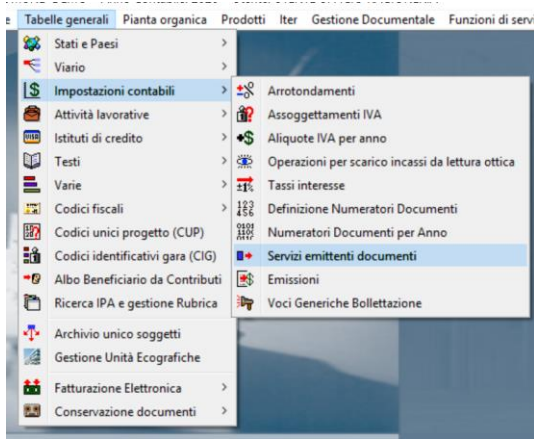 Tabelle generali Pianta organica Prodotti Iter Gestione Documentale Funzioni di servi
Stati e Paesi
Viario
Impostazioni contabili
Attività lavorative
Istituti di credito
Testi
Varie
Codici fiscali
Codici unici progetto (CUP)
Codici identificativi gara (CIG)
Albo Beneficiario da Contributi
Ricerca IPA e gestione Rubrica
Archivio unico soggetti
Gestione Unità Ecografiche
Fatturazione Elettronica
Conservazione documenti
Arrotondamenti
Assoggettamenti IVA
Aliquote IVA per anno
Operazioni per scarico incassi da lettura ottica
Tassi interesse
Definizione Numeratori Documenti
Numeratori Documenti per Anno
Servizi emittenti documenti
Emissioni
Voci Generiche Bollettazione